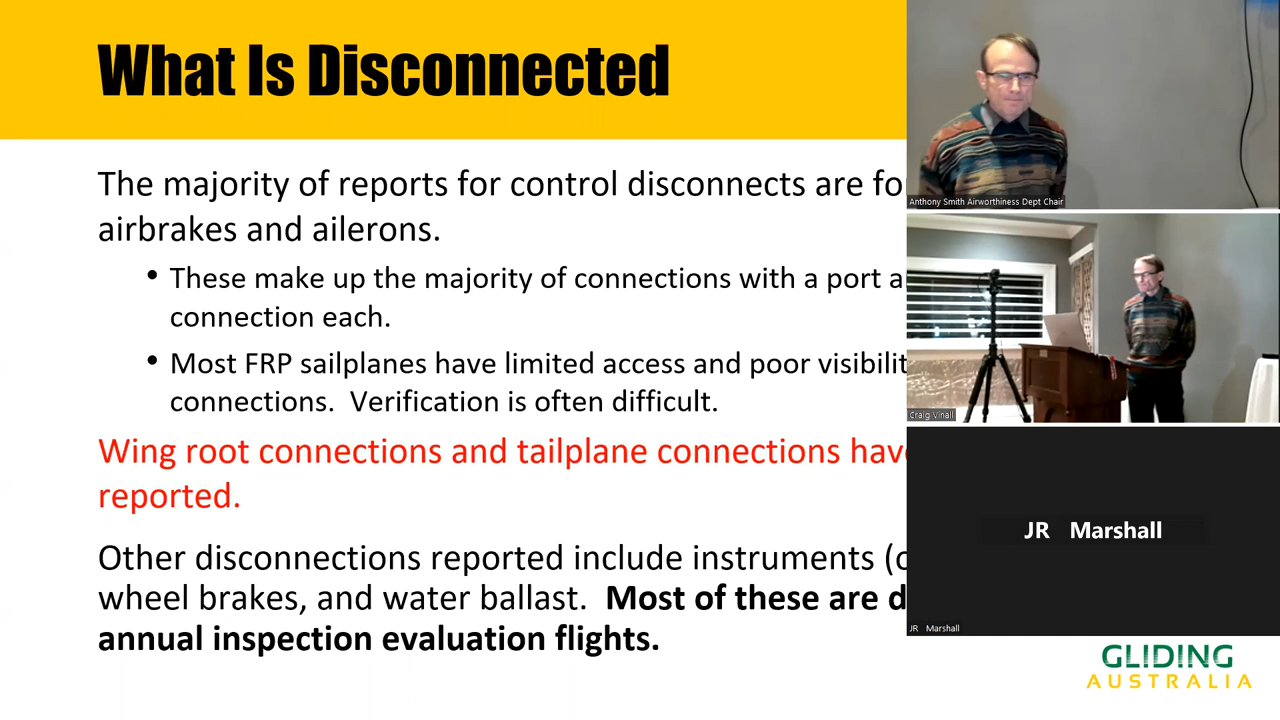 What Is Disconnected
The majority of reports for control disconnects are fo
airbrakes and ailerons.
• These make up the majority of connections with a port a
connection each.
• Most FRP sailplanes have limited access and poor visibilit
connections. Verification is often difficult.
Wing root connections and tailplane connections have
reported.
Other disconnections reported include instruments (c
wheel brakes, and water ballast. Most of these are d
annual inspection evaluation flights.
Anthony Smith Airworthiness Dept Chair
Craig Vinall
JR Marshall
JR Marshall
GLIDING
AUSTRALIA